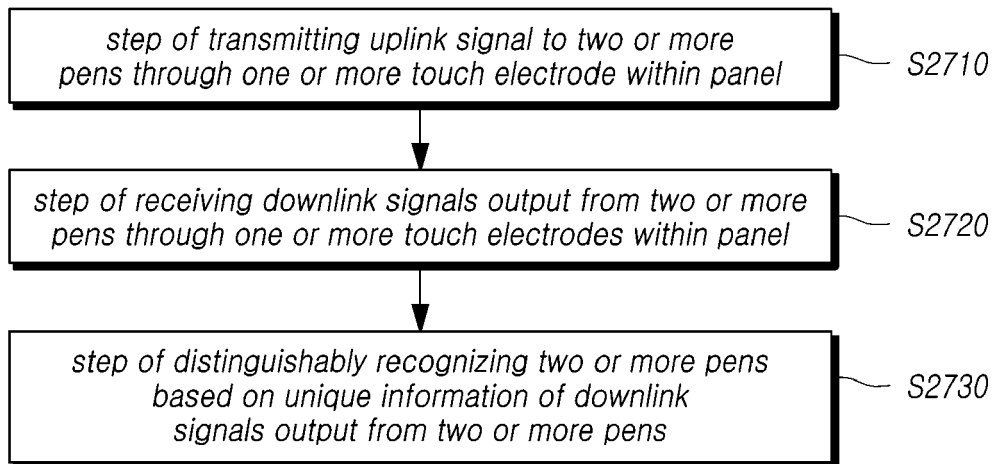 step of transmitting uplink signal to two or more
pens through one or more touch electrode within panel
S2710
step of receiving downlink signals output from two or more
pens through one or more touch electrodes within panel
S2720
step of distinguishably recognizing two or more pens
based on unique information of downlink
signals output from two or more pens
S2730